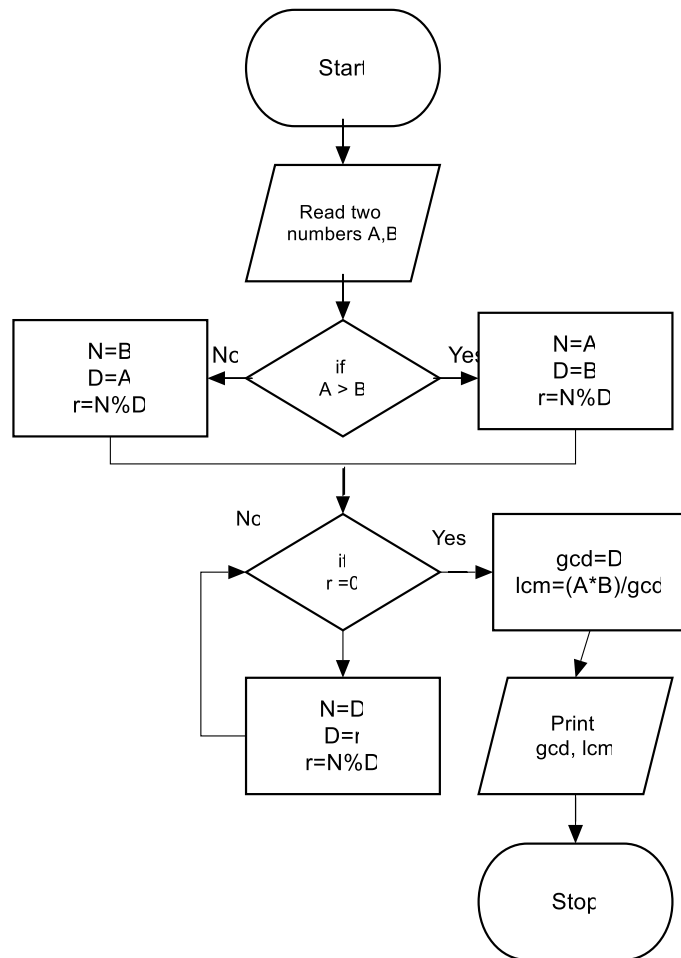 Start
Read two
numbers A,B
if
A > B
No
N=B
D=A
r=N%D
Yes
N=A
D=B
r=N%D
if
r =0
No
Yes
gcd=D
lcm=(A*B)/gcd
N=D
D=r
r=N%D
Print
gcd, lcm
Stop